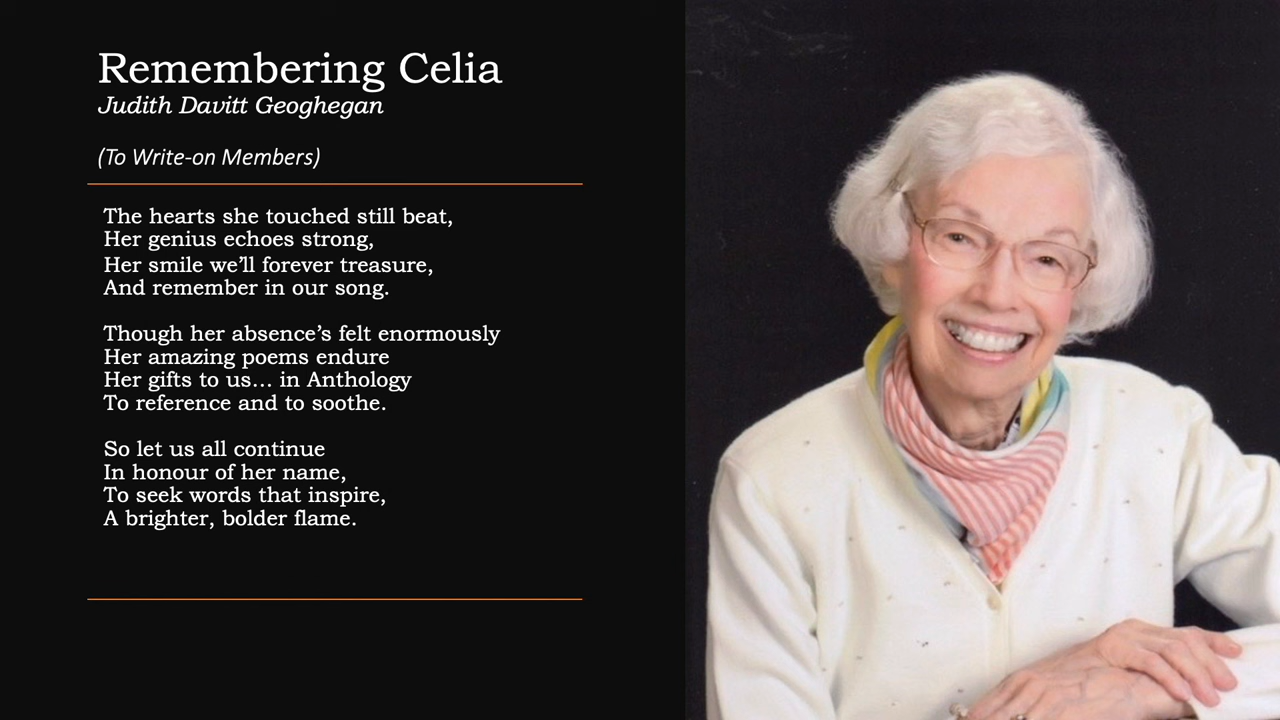 Remembering Celia
Judith Davitt Geoghegan
(To Write-on Members)
The hearts she touched still beat,
Her genius echoes strong,
Her smile we’ll forever treasure,
And remember in our song.
Though her absence’s felt enormously
Her amazing poems endure
Her gifts to us… in Anthology
To reference and to soothe.
So let us all continue
In honour of her name,
To seek words that inspire,
A brighter, bolder flame.